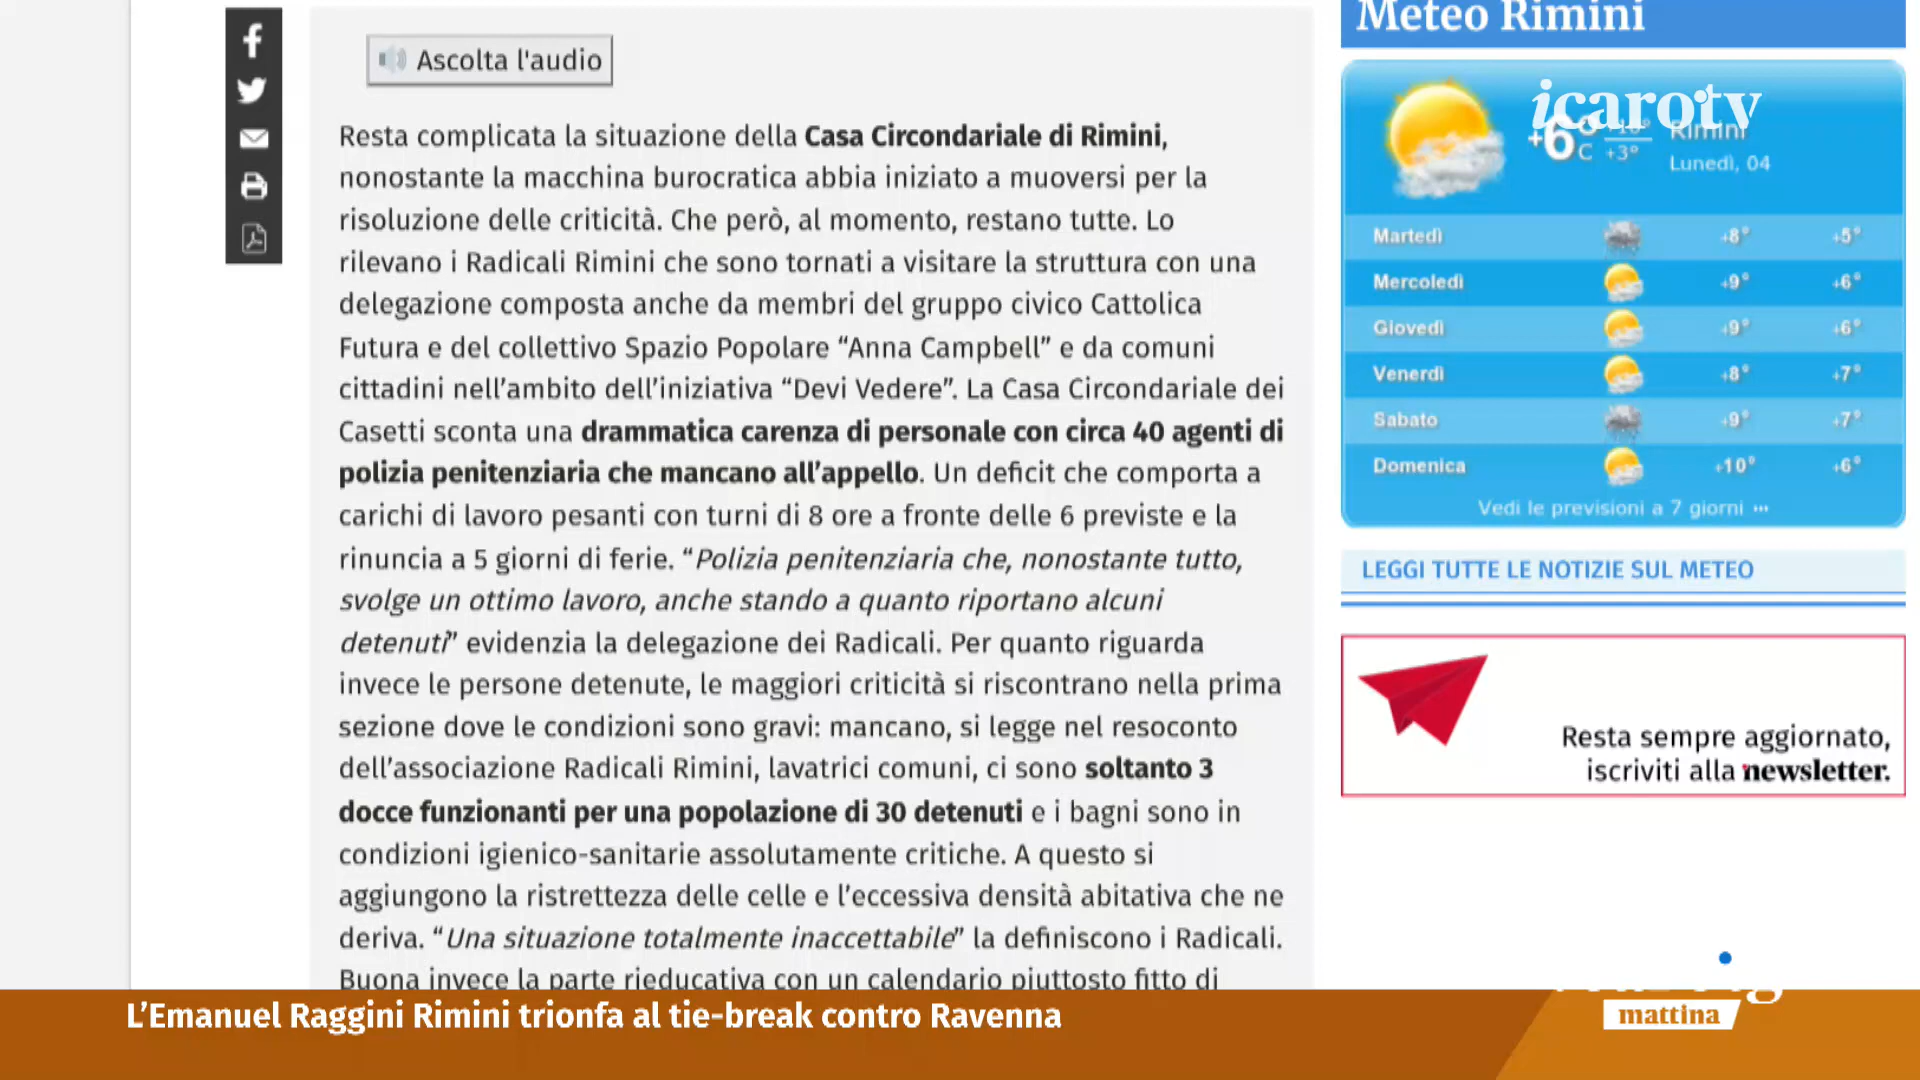 Ascolta l'audio
Resta complicata la situazione della Casa Circondariale di Rimini,
nonostante la macchina burocratica abbia iniziato a muoversi per la
risoluzione delle criticità. Che però, al momento, restano tutte. Lo
rilevano i Radicali Rimini che sono tornati a visitare la struttura con una
delegazione composta anche da membri del gruppo civico Cattolica
Futura e del collettivo Spazio Popolare “Anna Campbell” e da comuni
cittadini nell’ambito dell’iniziativa “Devi Vedere”. La Casa Circondariale dei
Casetti sconta una drammatica carenza di personale con circa 40 agenti di
polizia penitenziaria che mancano all’appello. Un deficit che comporta a
carichi di lavoro pesanti con turni di 8 ore a fronte delle 6 previste e la
rinuncia a 5 giorni di ferie. “Polizia penitenziaria che, nonostante tutto,
svolge un ottimo lavoro, anche stando a quanto riportano alcuni
detenuti” evidenzia la delegazione dei Radicali. Per quanto riguarda
invece le persone detenute, le maggiori criticità si riscontrano nella prima
sezione dove le condizioni sono gravi: mancano, si legge nel resoconto
dell’associazione Radicali Rimini, lavatrici comuni, ci sono soltanto 3
docce funzionanti per una popolazione di 30 detenuti e i bagni sono in
condizioni igienico-sanitarie assolutamente critiche. A questo si
aggiungono la ristrettezza delle celle e l’eccessiva densità abitativa che ne
deriva. “Una situazione totalmente inaccettabile” la definiscono i Radicali.
Buona invece la parte rieducativa con un calendario piuttosto fitto di
Meteo Rimini
icarotv
+6°C +10° +3° Rimini
Lunedì, 04
Martedì +8° +5°
Mercoledì +9° +6°
Giovedì +9° +6°
Venerdì +8° +7°
Sabato +9° +7°
Domenica +10° +6°
Vedi le previsioni a 7 giorni ···
LEGGI TUTTE LE NOTIZIE SUL METEO
Resta sempre aggiornato,
iscriviti alla newsletter.
L’Emanuel Raggini Rimini trionfa al tie-break contro Ravenna
mattina